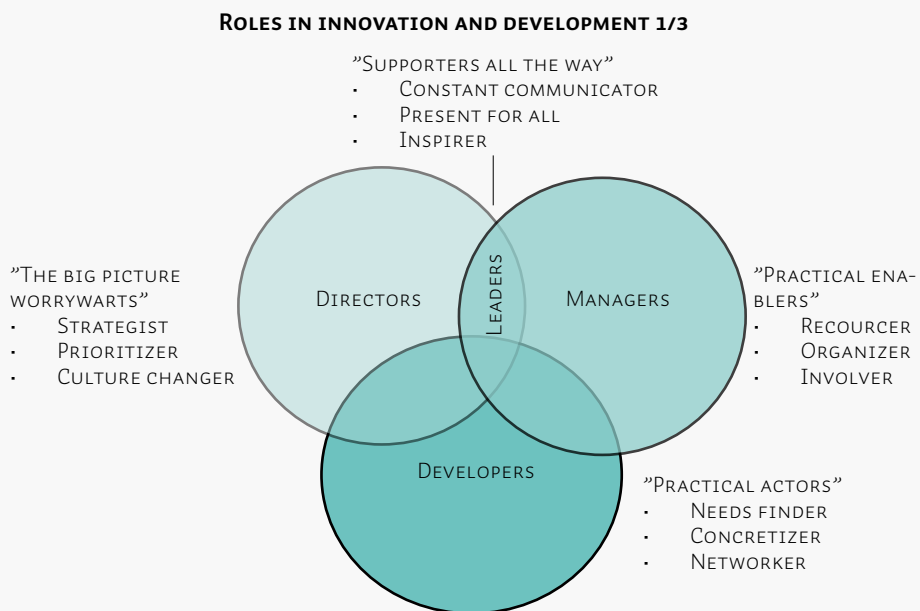 Roles in innovation and development 1/3
”Supporters all the way”
· Constant communicator
· Present for all
· Inspirer
”The big picture
worrywarts”
· Strategist
· Prioritizer
· Culture changer
Directors
Leaders
Managers
”Practical ena-
blers”
· Recourcer
· Organizer
· Involver
Developers
”Practical actors”
· Needs finder
· Concretizer
· Networker